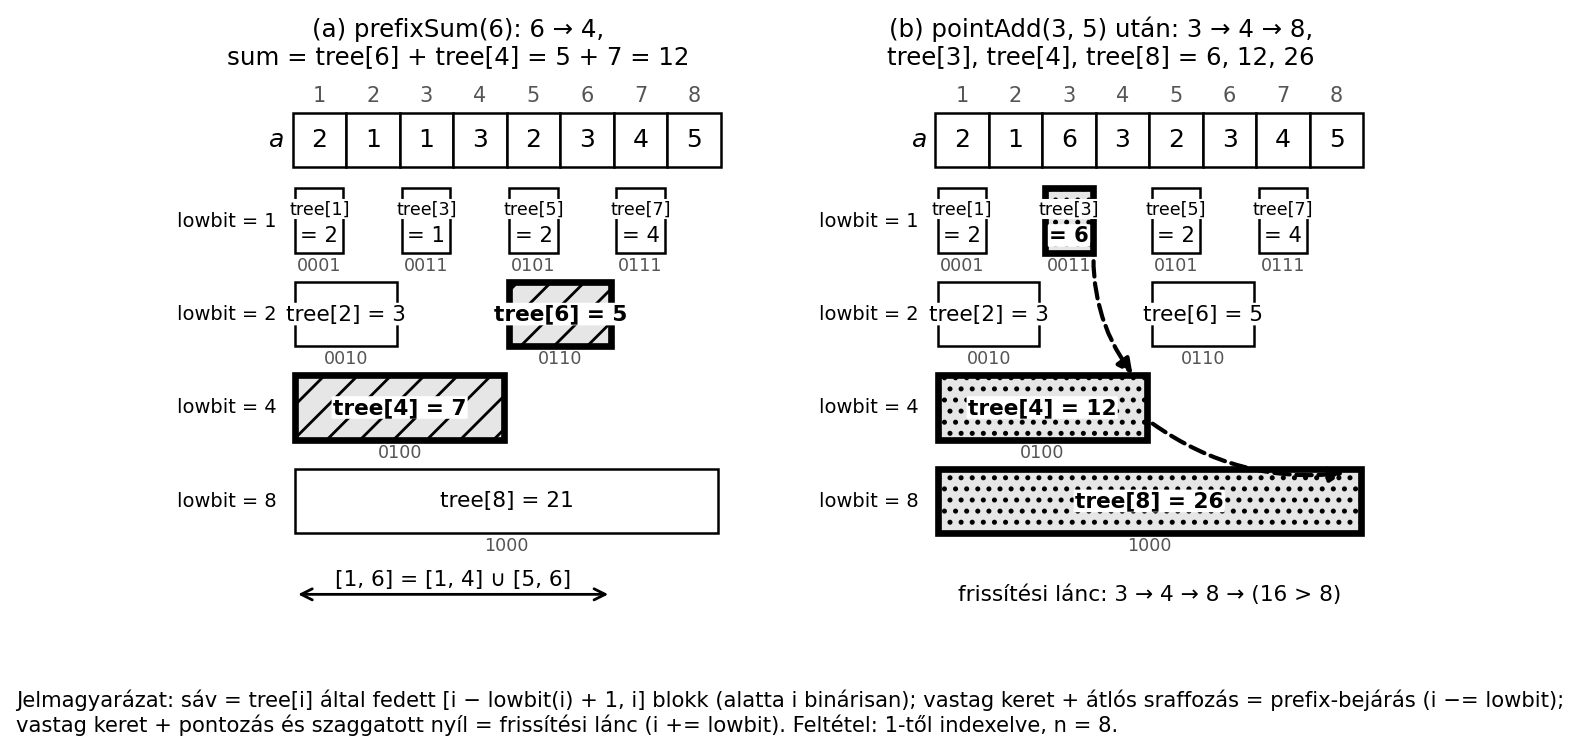 (a) prefixSum(6): 6 → 4,
sum = tree[6] + tree[4] = 5 + 7 = 12
1 2 3 4 5 6 7 8
a 2 1 1 3 2 3 4 5
lowbit = 1
tree[1] tree[3] tree[5] tree[7]
= 2 = 1 = 2 = 4
0001 0011 0101 0111
lowbit = 2 tree[2] = 3 tree[6] = 5
0010 0110
lowbit = 4 tree[4] = 7
0100
lowbit = 8 tree[8] = 21
1000
[1, 6] = [1, 4] ∪ [5, 6]
(b) pointAdd(3, 5) után: 3 → 4 → 8,
tree[3], tree[4], tree[8] = 6, 12, 26
1 2 3 4 5 6 7 8
a 2 1 6 3 2 3 4 5
lowbit = 1
tree[1] tree[3] tree[5] tree[7]
= 2 = 6 = 2 = 4
0001 0011 0101 0111
lowbit = 2 tree[2] = 3 tree[6] = 5
0010 0110
lowbit = 4 tree[4] = 12
0100
lowbit = 8 tree[8] = 26
1000
frissítési lánc: 3 → 4 → 8 → (16 > 8)
Jelmagyarázat: sáv = tree[i] által fedett [i − lowbit(i) + 1, i] blokk (alatta i binárisan); vastag keret + átlós sraffozás = prefix-bejárás (i −= lowbit);
vastag keret + pontozás és szaggatott nyíl = frissítési lánc (i += lowbit). Feltétel: 1-től indexelve, n = 8.